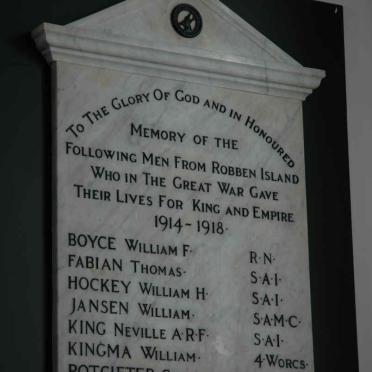 To The Glory Of God and in Honoured
Memory of the
Following Men From Robben Island
Who in The Great War Gave
Their Lives For King and Empire
1914-1918·
BOYCE William F· R·N·
FABIAN Thomas· S·A·I·
HOCKEY William H· S·A·I·
JANSEN William· S·A·M·C·
KING Neville A·R·F· S·A·I·
KINGMA William· 4 Worcs·
POTGIETER